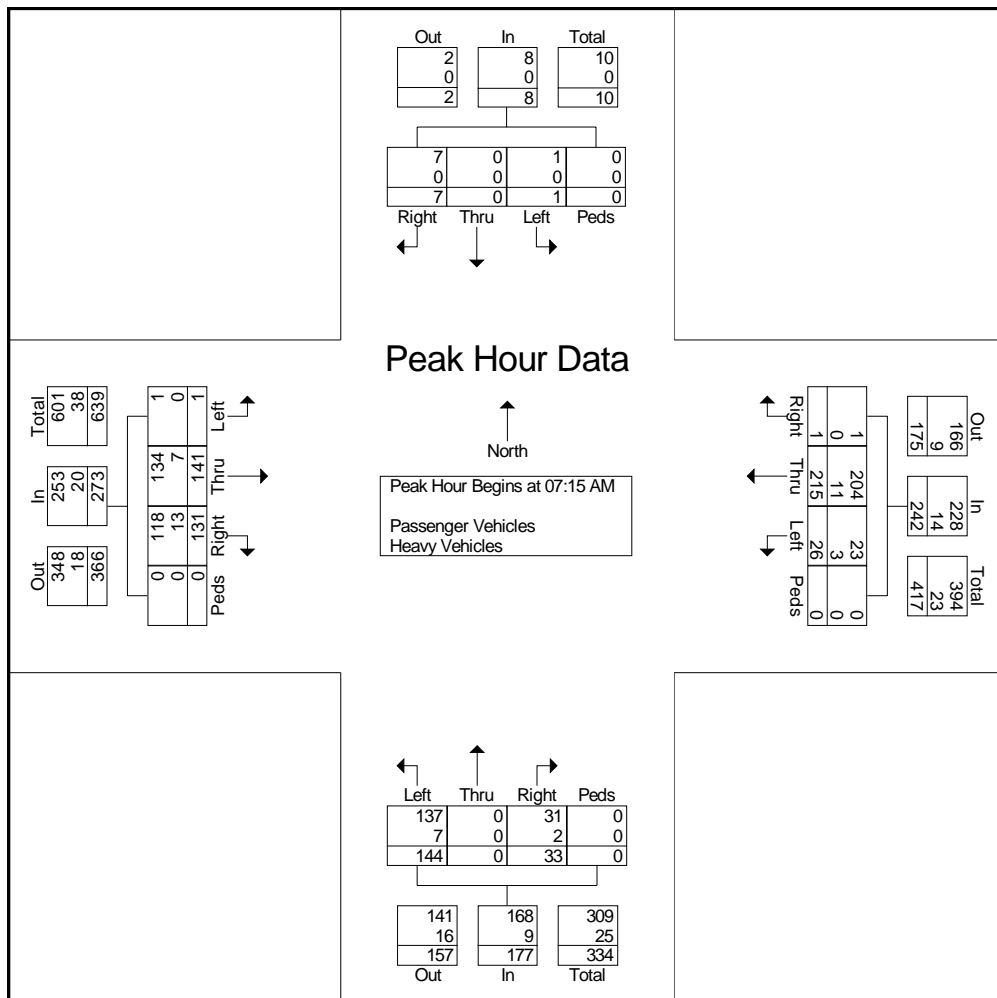 Out In Total
2 8 10
0 0 0
2 8 10
7 0 1 0
0 0 0 0
7 0 1 0
Right Thru Left Peds
Peak Hour Data
North
Peak Hour Begins at 07:15 AM
Passenger Vehicles
Heavy Vehicles
Total In Out
601 253 348
38 20 18
639 273 366
Left Thru Right Peds
1 134 118 0
0 7 13 0
1 141 131 0
Right Thru Left Peds
1 204 23 0
0 11 3 0
1 215 26 0
Out In Total
166 228 394
9 14 23
175 242 417
Left Thru Right Peds
137 0 31 0
7 0 2 0
144 0 33 0
141 168 309
16 9 25
157 177 334
Out In Total